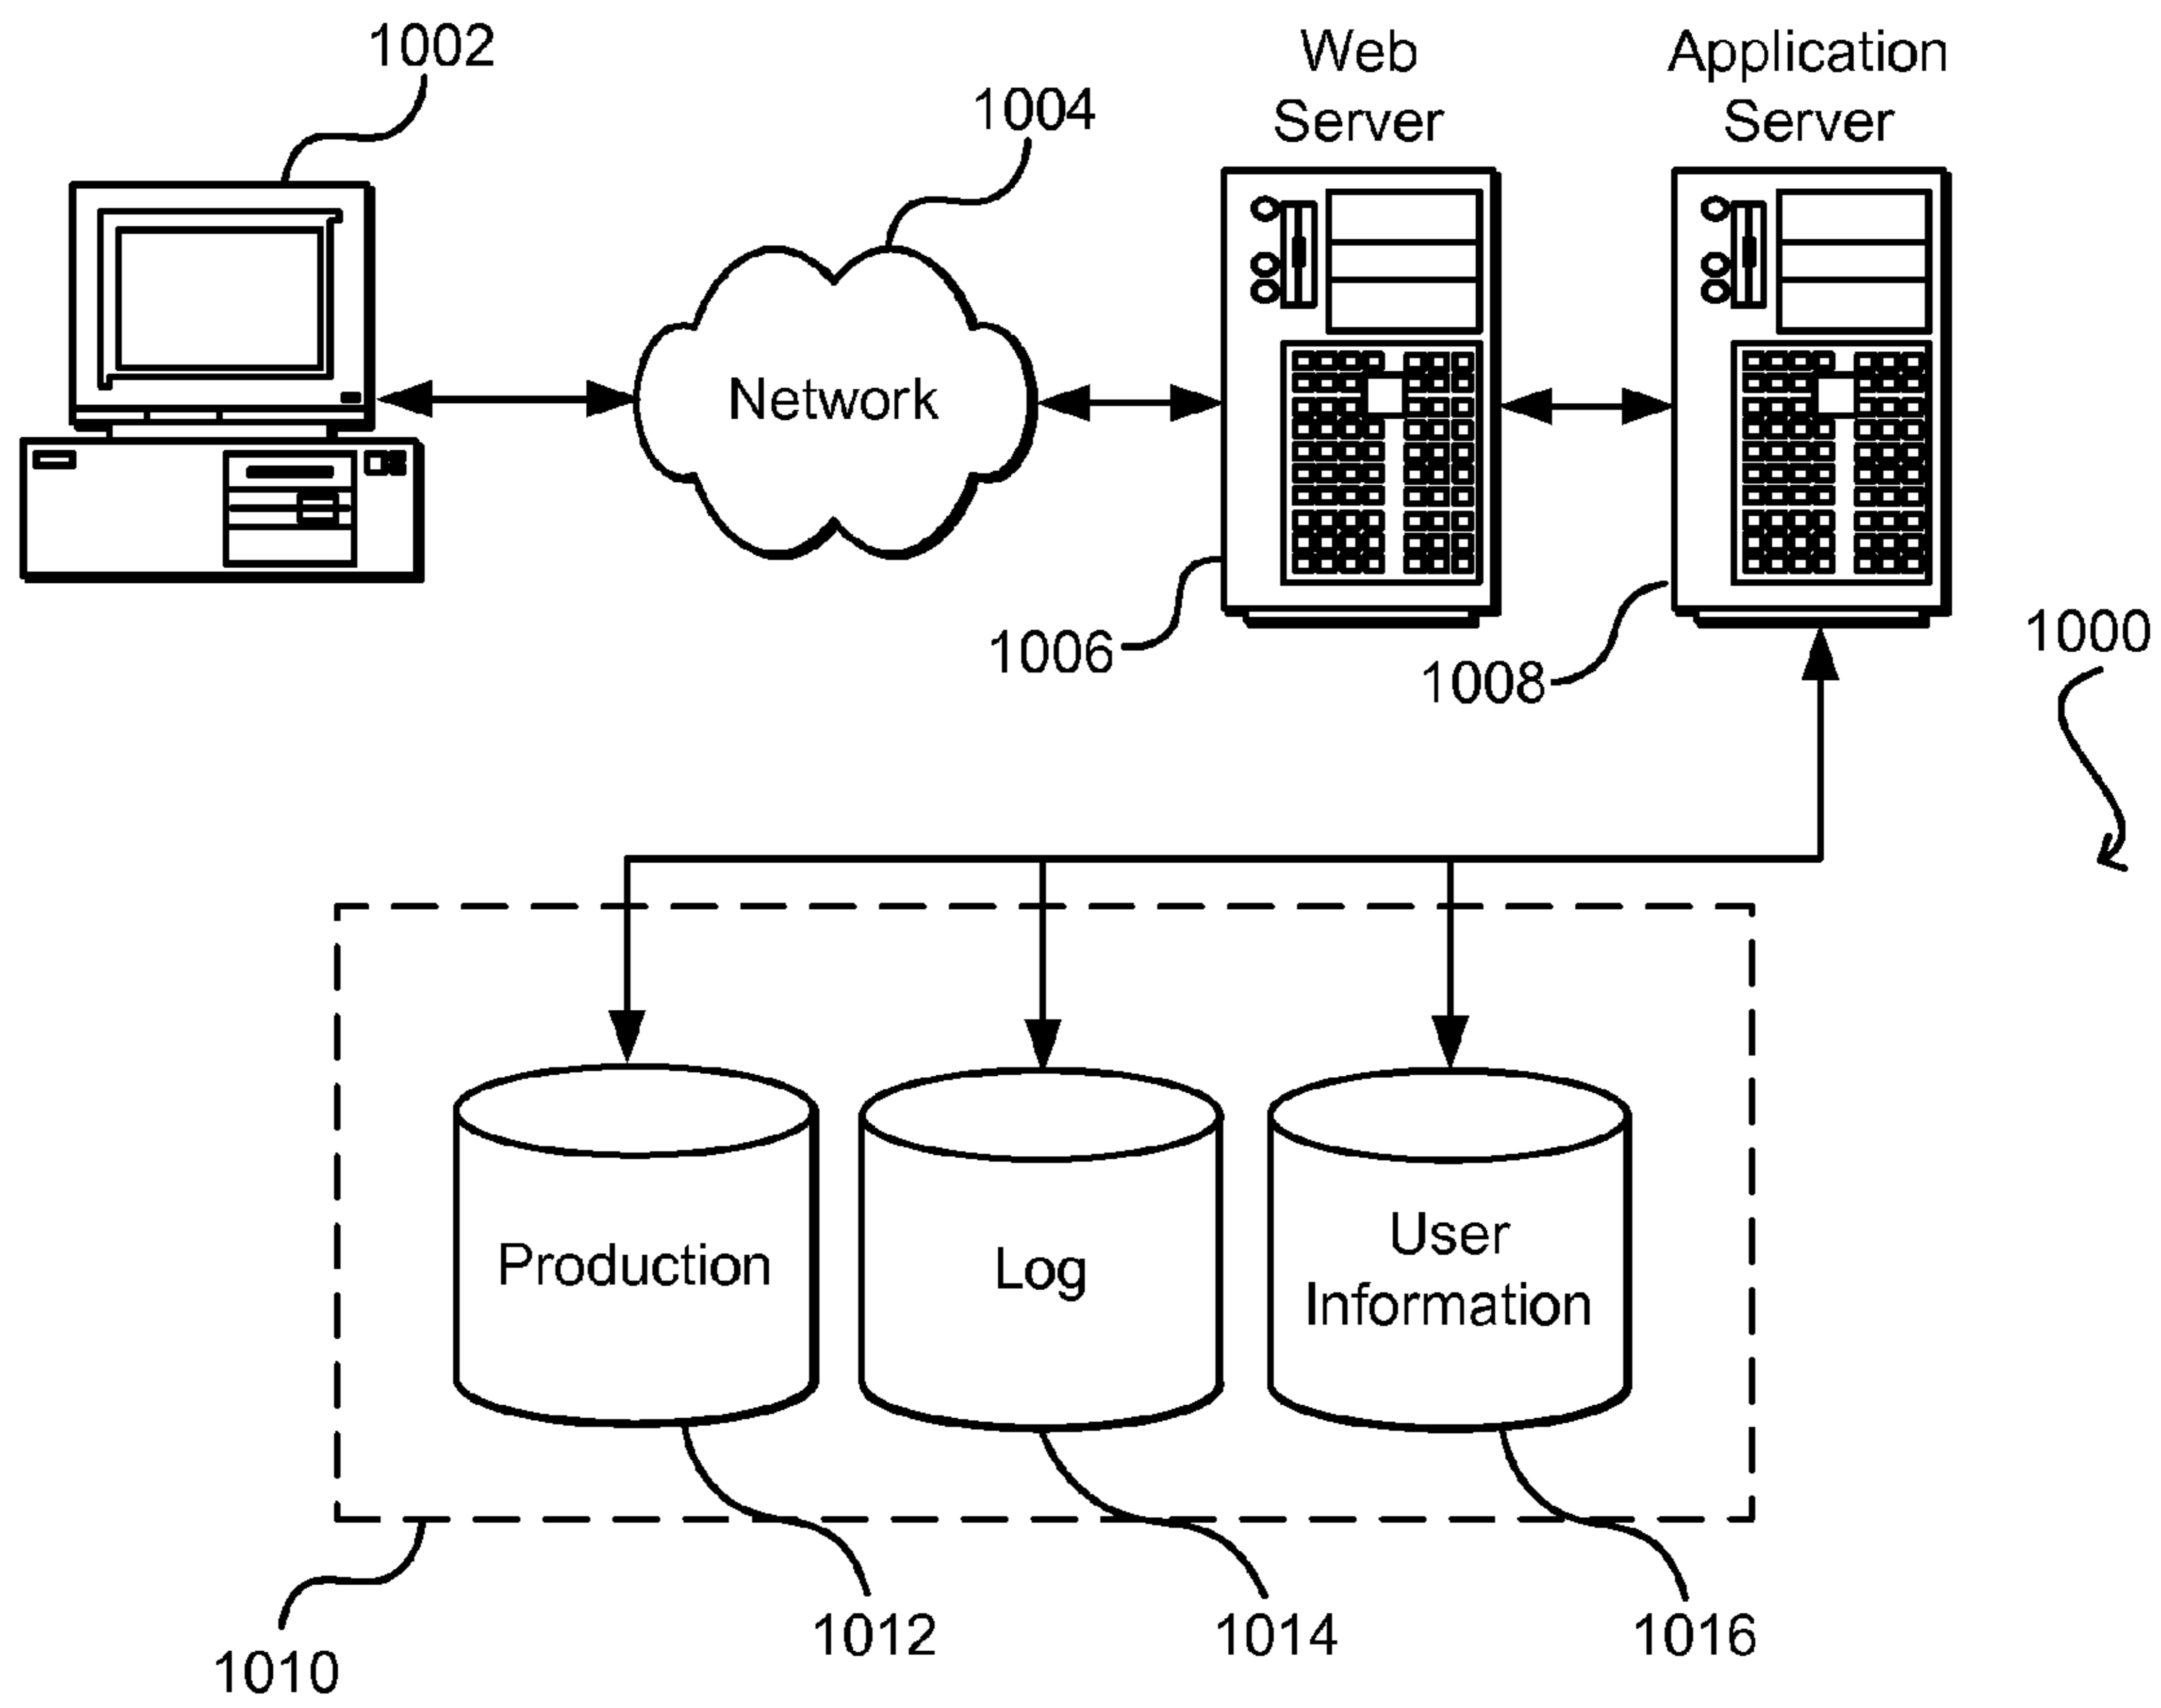 1002
1004
Web
Server
Application
Server
Network
1006
1008
1000
Production
Log
User
Information
1010
1012
1014
1016